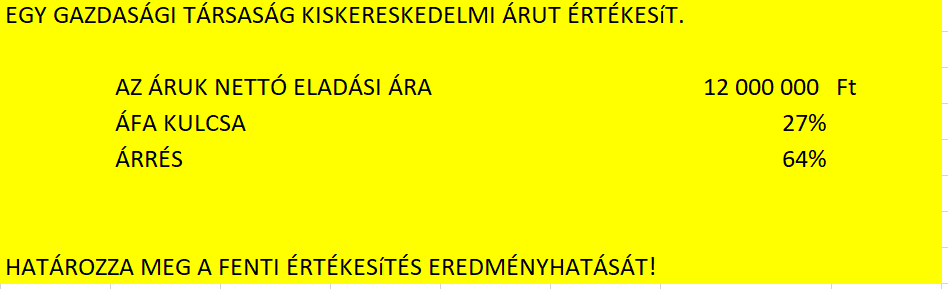 EGY GAZDASÁGI TÁRSASÁG KISKERESKEDELMI ÁRUT ÉRTÉKESíT.
AZ ÁRUK NETTÓ ELADÁSI ÁRA 12 000 000 Ft
ÁFA KULCSA 27%
ÁRRÉS 64%
HATÁROZZA MEG A FENTI ÉRTÉKESíTÉS EREDMÉNYHATÁSÁT!